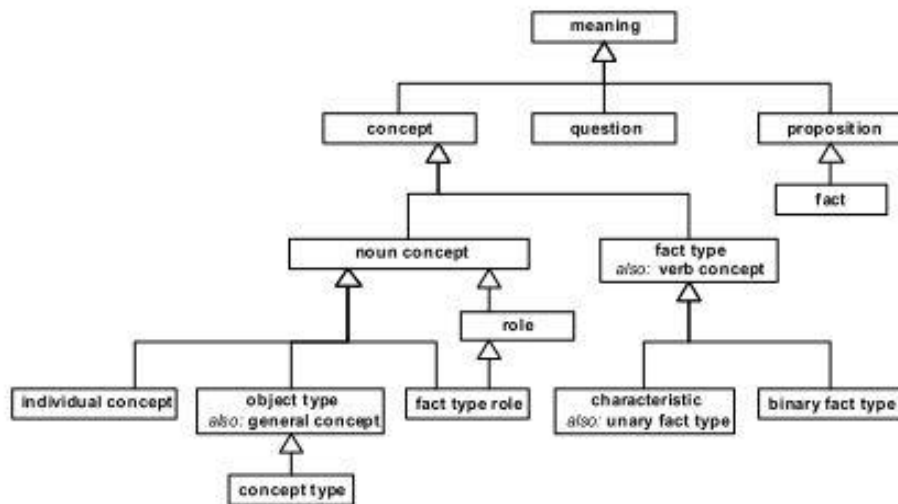 meaning
concept
question
proposition
fact
noun concept
fact type
also: verb concept
role
individual concept
object type
also: general concept
fact type role
characteristic
also: unary fact type
binary fact type
concept type